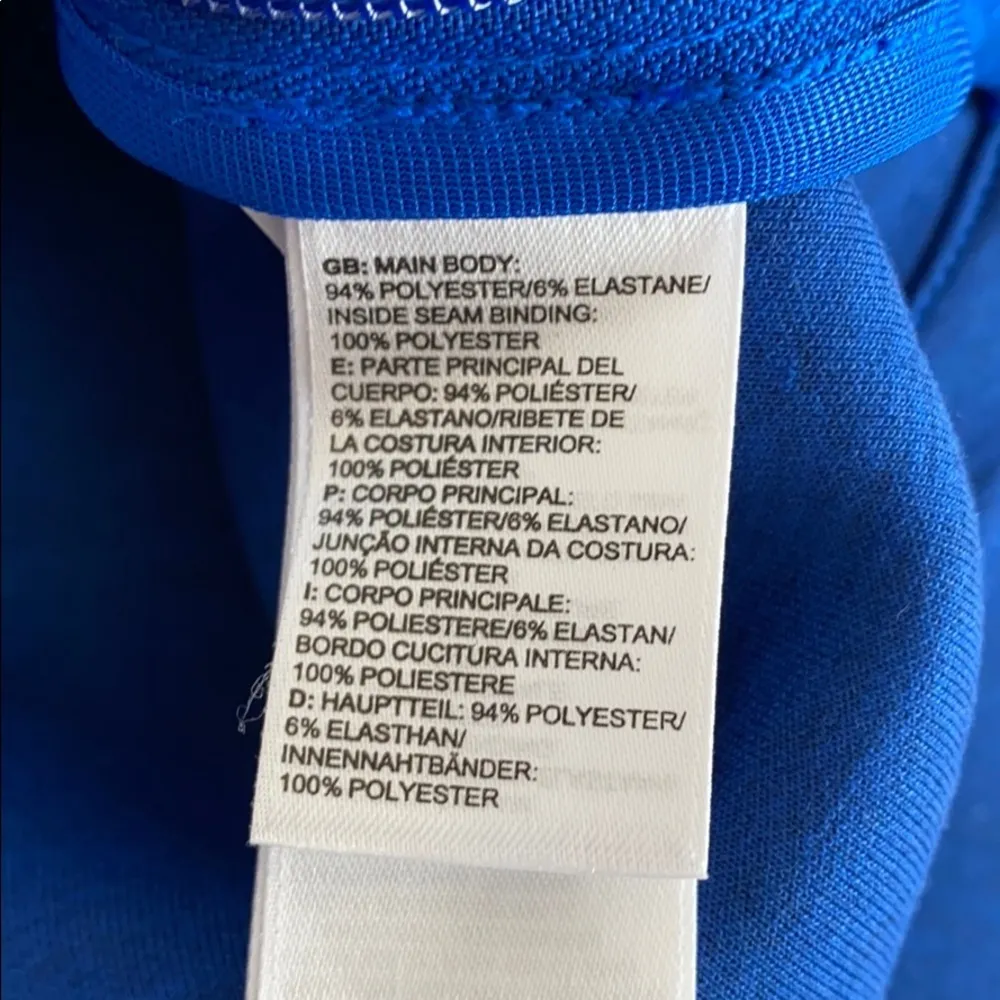 GB: MAIN BODY:
94% POLYESTER/6% ELASTANE/
INSIDE SEAM BINDING:
100% POLYESTER
E: PARTE PRINCIPAL DEL
CUERPO: 94% POLIÉSTER/
6% ELASTANO/RIBETE DE
LA COSTURA INTERIOR:
100% POLIÉSTER
P: CORPO PRINCIPAL:
94% POLIÉSTER/6% ELASTANO/
JUNÇÃO INTERNA DA COSTURA:
100% POLIÉSTER
I: CORPO PRINCIPALE:
94% POLIESTERE/6% ELASTAN/
BORDO CUCITURA INTERNA:
100% POLIESTERE
D: HAUPTTEIL: 94% POLYESTER/
6% ELASTHAN/
INNENNAHTBÄNDER:
100% POLYESTER